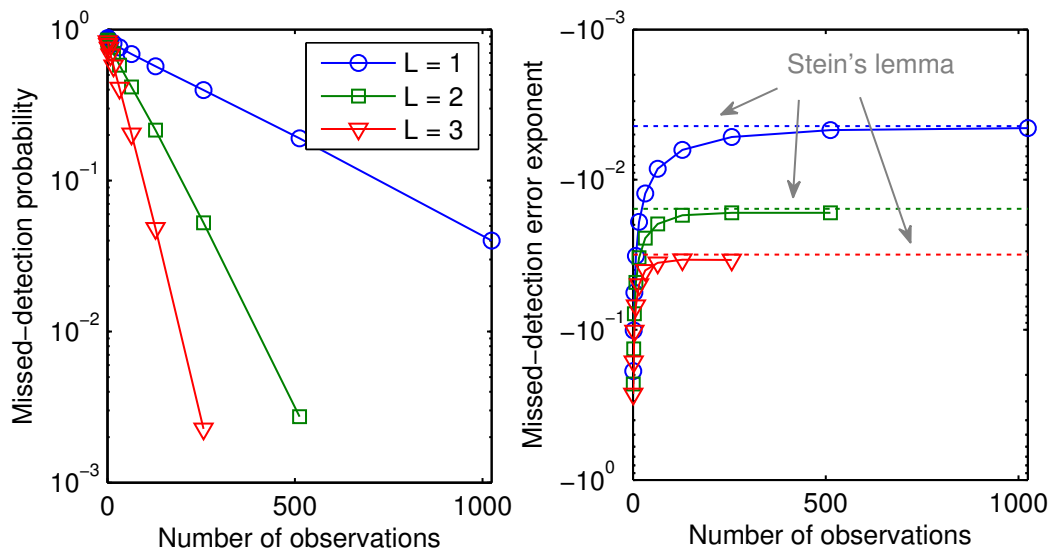 Missed-detection probability
10^0
10^-1
10^-2
10^-3
L = 1
L = 2
L = 3
0
500
1000
Number of observations
Missed-detection error exponent
-10^-3
-10^-2
-10^-1
-10^0
Stein's lemma
0
500
1000
Number of observations